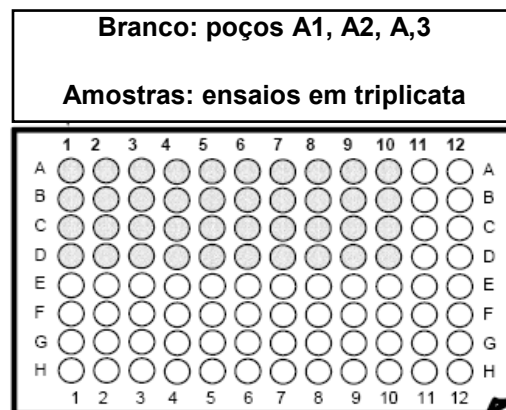 Branco: poços A1, A2, A,3
Amostras: ensaios em triplicata
1 2 3 4 5 6 7 8 9 10 11 12
A A
B B
C C
D D
E E
F F
G G
H H
1 2 3 4 5 6 7 8 9 10 11 12